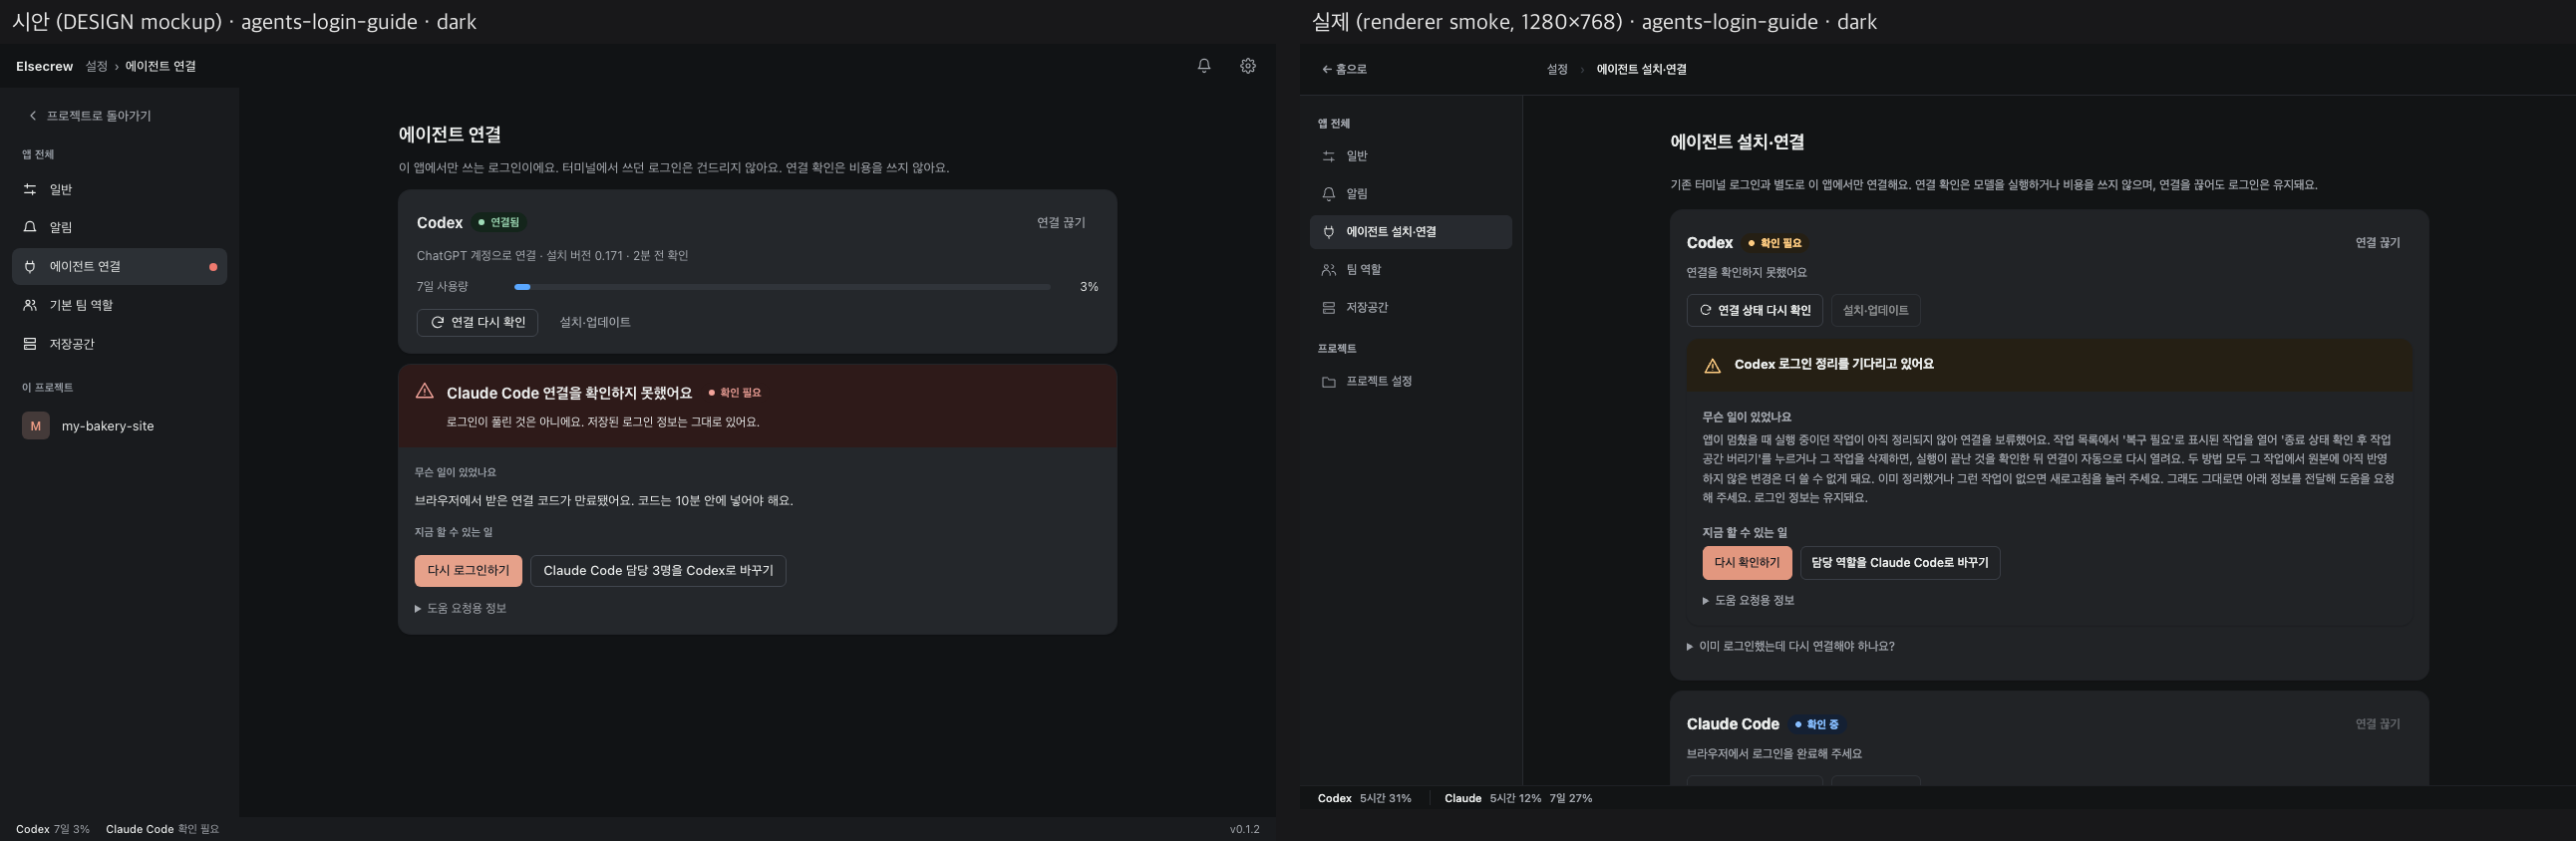 시안 (DESIGN mockup) · agents-login-guide · dark
Elsecrew 설정 › 에이전트 연결
프로젝트로 돌아가기
앱 전체
일반
알림
에이전트 연결
기본 팀 역할
저장공간
이 프로젝트
M my-bakery-site
에이전트 연결
이 앱에서만 쓰는 로그인이에요. 터미널에서 쓰던 로그인은 건드리지 않아요. 연결 확인은 비용을 쓰지 않아요.
Codex 연결됨 연결 끊기
ChatGPT 계정으로 연결 · 설치 버전 0.171 · 2분 전 확인
7일 사용량 3%
연결 다시 확인 설치·업데이트
Claude Code 연결을 확인하지 못했어요 확인 필요
로그인이 풀린 것은 아니에요. 저장된 로그인 정보는 그대로 있어요.
무슨 일이 있었나요
브라우저에서 받은 연결 코드가 만료됐어요. 코드는 10분 안에 넣어야 해요.
지금 할 수 있는 일
다시 로그인하기 Claude Code 담당 3명을 Codex로 바꾸기
▶ 도움 요청용 정보
Codex 7일 3% Claude Code 확인 필요 v0.1.2
실제 (renderer smoke, 1280×768) · agents-login-guide · dark
← 홈으로 설정 › 에이전트 설치·연결
앱 전체
일반
알림
에이전트 설치·연결
팀 역할
저장공간
프로젝트
프로젝트 설정
에이전트 설치·연결
기존 터미널 로그인과 별도로 이 앱에서만 연결해요. 연결 확인은 모델을 실행하거나 비용을 쓰지 않으며, 연결을 끊어도 로그인은 유지돼요.
Codex 확인 필요 연결 끊기
연결을 확인하지 못했어요
연결 상태 다시 확인 설치·업데이트
Codex 로그인 정리를 기다리고 있어요
무슨 일이 있었나요
앱이 멈췄을 때 실행 중이던 작업이 아직 정리되지 않아 연결을 보류했어요. 작업 목록에서 '복구 필요'로 표시된 작업을 열어 '종료 상태 확인 후 작업
공간 버리기'를 누르거나 그 작업을 삭제하면, 실행이 끝난 것을 확인한 뒤 연결이 자동으로 다시 열려요. 두 방법 모두 그 작업에서 원본에 아직 반영
하지 않은 변경은 더 쓸 수 없게 돼요. 이미 정리했거나 그런 작업이 없으면 새로고침을 눌러 주세요. 그래도 그대로면 아래 정보를 전달해 도움을 요청
해 주세요. 로그인 정보는 유지돼요.
지금 할 수 있는 일
다시 확인하기 담당 역할을 Claude Code로 바꾸기
▶ 도움 요청용 정보
▶ 이미 로그인했는데 다시 연결해야 하나요?
Claude Code 확인 중 연결 끊기
브라우저에서 로그인을 완료해 주세요
Codex 5시간 31% Claude 5시간 12% 7일 27%